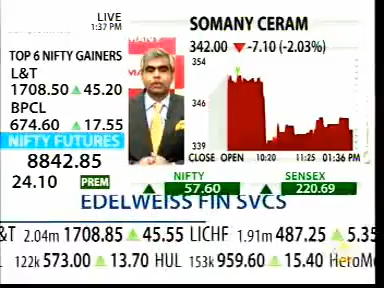 LIVE
1:37 PM
TOP 6 NIFTY GAINERS
L&T
1708.50 ▲ 45.20
BPCL
674.60 ▲ 17.55
NIFTY FUTURES
8842.85
24.10 PREM
SOMANY CERAM
342.00 ▼ -7.10 (-2.03%)
354
346
339
CLOSE OPEN 10:20 11:25 01:36 PM
NIFTY SENSEX
▲ 57.60 ▲ 220.69
EDELWEISS FIN SVCS
&T 2.04m 1708.85 ▲ 45.55 LICHF 1.91m 487.25 ▲ 5.35
122k 573.00 ▲ 13.70 HUL 153k 959.60 ▲ 15.40 HeroMo